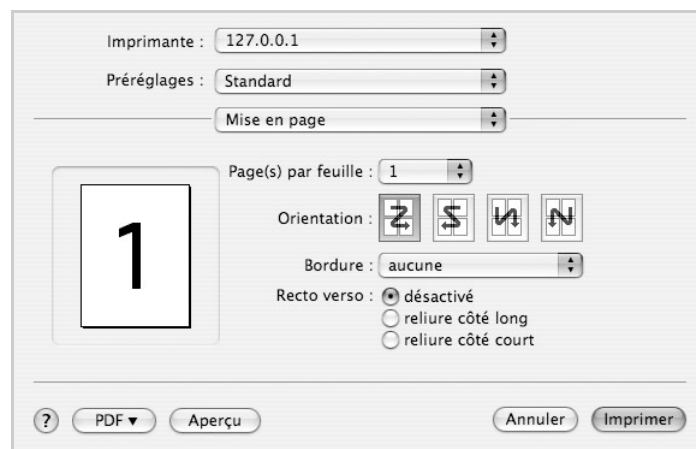 Imprimante : 127.0.0.1
Préréglages : Standard
Mise en page
Page(s) par feuille : 1
1
Orientation :
Bordure : aucune
Recto verso : désactivé
reliure côté long
reliure côté court
? PDF ▼ Aperçu Annuler Imprimer